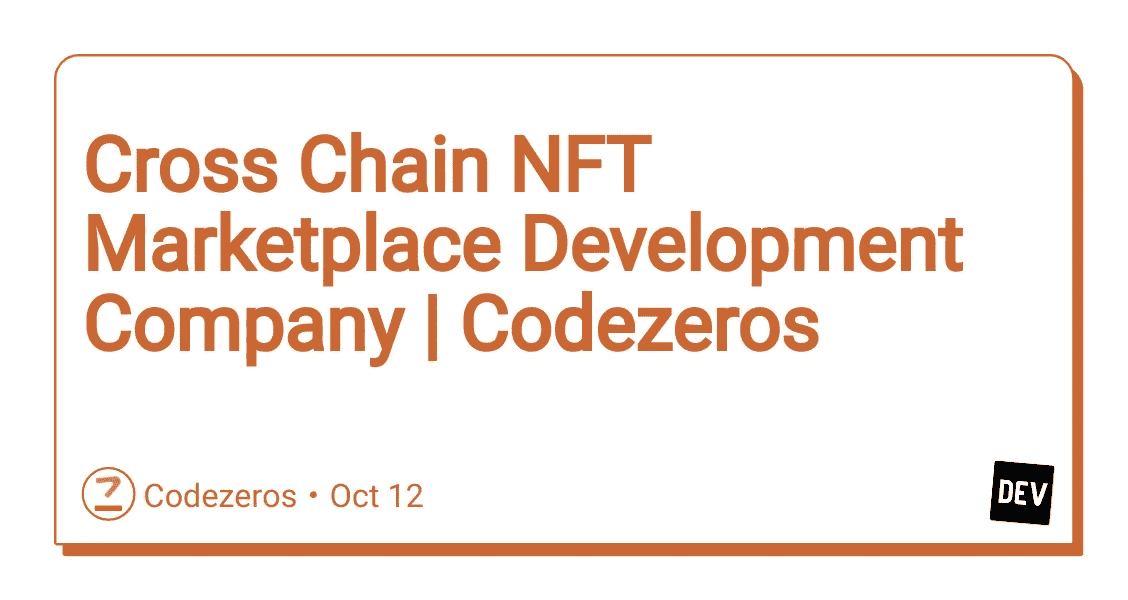 Cross Chain NFT
Marketplace Development
Company | Codezeros
Codezeros • Oct 12
DEV